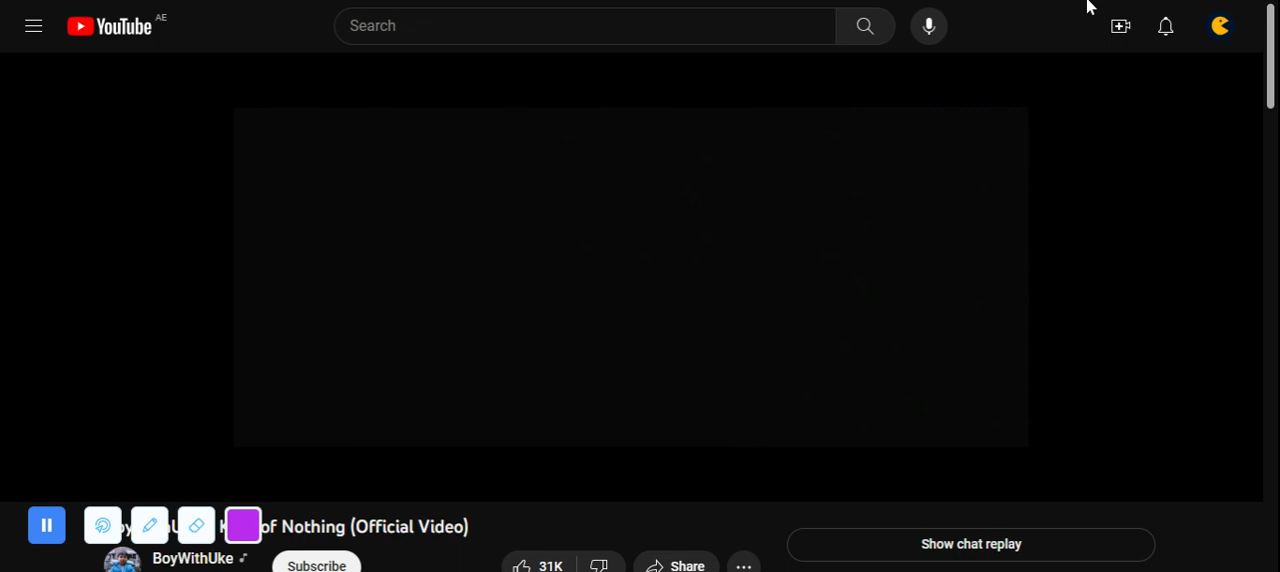 YouTube AE
Search
of Nothing (Official Video)
BoyWithUke
Subscribe
31K
Share
Show chat replay